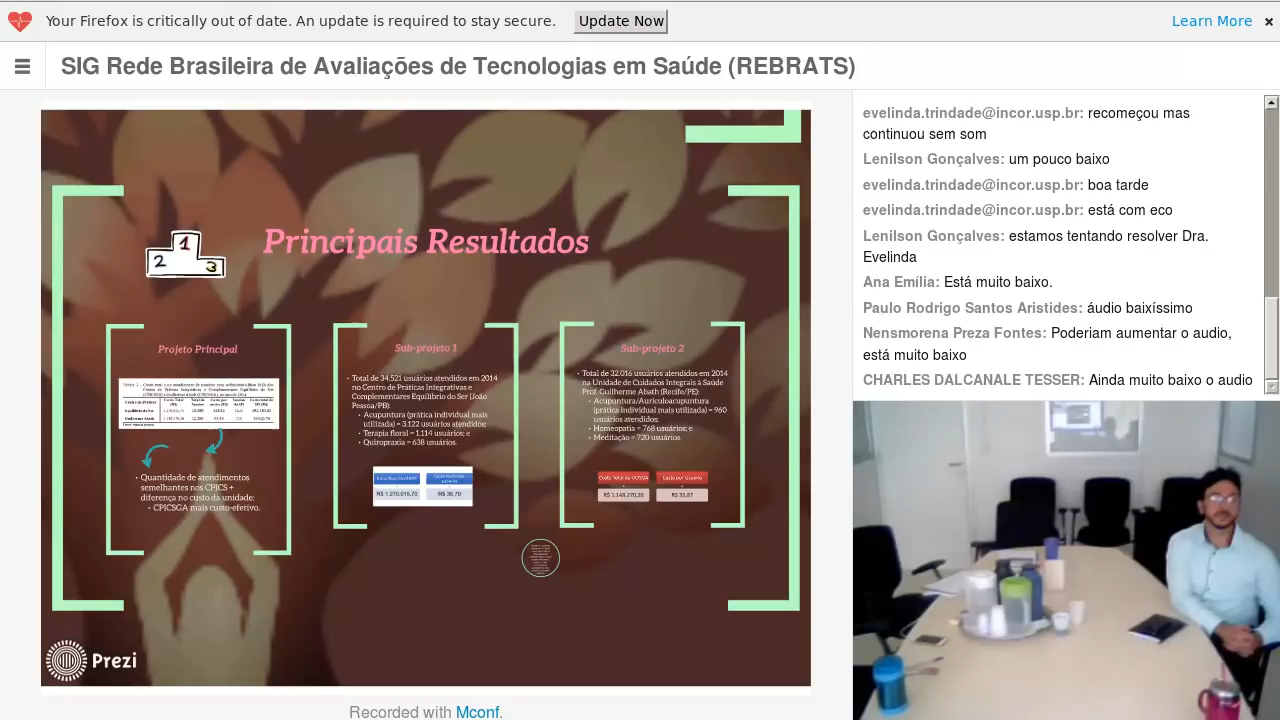 Your Firefox is critically out of date. An update is required to stay secure.
Update Now
Learn More
SIG Rede Brasileira de Avaliações de Tecnologias em Saúde (REBRATS)
Principais Resultados
1
2
3
Projeto Principal
Quantidade de atendimentos
semelhantes nos CPICS +
diferença no custo da unidade;
CPICSGA mais custo-efetivo.
Sub-projeto 1
Total de 34.521 usuários atendidos em 2014
no Centro de Práticas Integrativas e
Complementares Equilíbrio do Ser (João
Pessoa/PB):
Acupuntura (prática individual mais
utilizada) = 3.122 usuários atendidos;
Terapia floral = 1.114 usuários; e
Quiropraxia = 638 usuários.
R$ 1.270.015,70
R$ 36,79
Sub-projeto 2
Total de 32.016 usuários atendidos em 2014
na Unidade de Cuidados Integrais à Saúde
Prof. Guilherme Abath (Recife/PE):
Acupuntura/Auriculoacupuntura
(prática individual mais utilizada) = 960
usuários atendidos;
Homeopatia = 768 usuários; e
Meditação = 720 usuários.
Custo por Usuário
R$ 35,87
Prezi
Recorded with Mconf.
evelinda.trindade@incor.usp.br: recomeçou mas
continuou sem som
Lenilson Gonçalves: um pouco baixo
evelinda.trindade@incor.usp.br: boa tarde
evelinda.trindade@incor.usp.br: está com eco
Lenilson Gonçalves: estamos tentando resolver Dra.
Evelinda
Ana Emília: Está muito baixo.
Paulo Rodrigo Santos Aristides: áudio baixíssimo
Nensmorena Preza Fontes: Poderiam aumentar o audio,
está muito baixo
CHARLES DALCANALE TESSER: Ainda muito baixo o audio